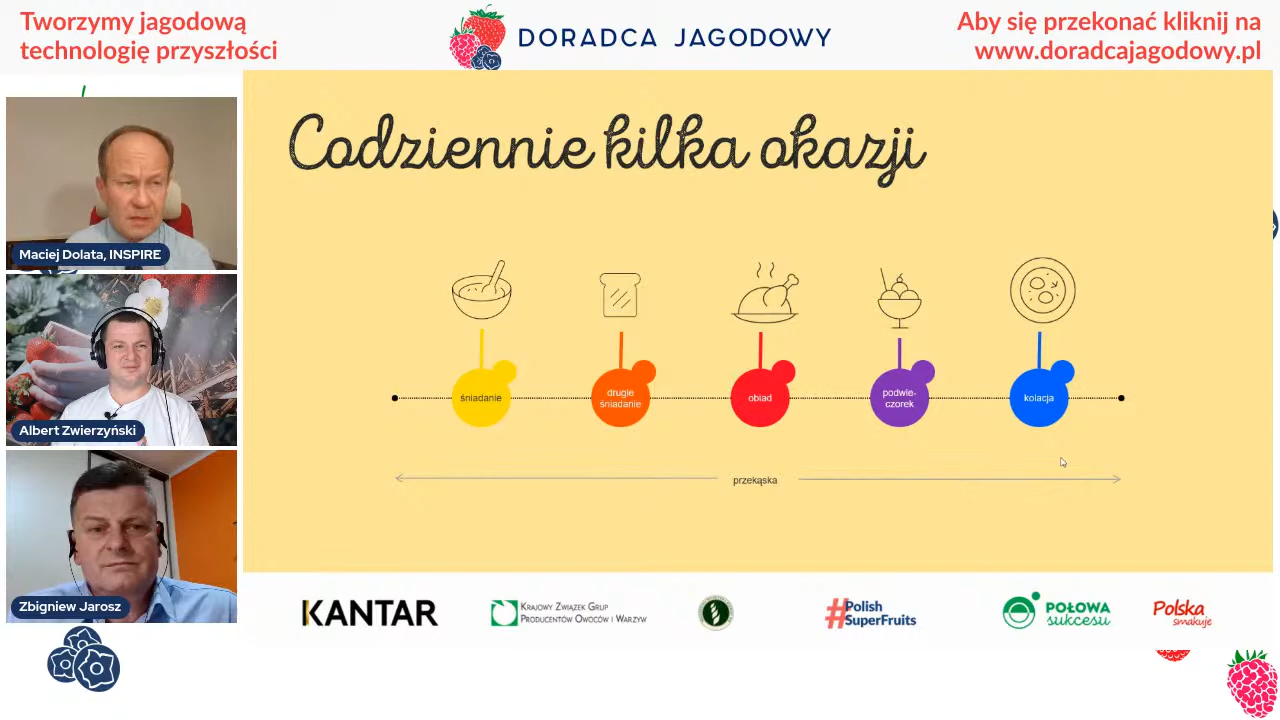 Tworzymy jagodową
technologię przyszłości
DORADCA JAGODOWY
Aby się przekonać kliknij na
www.doradcajagodowy.pl
Maciej Dolata, INSPIRE
Albert Zwierzyński
Zbigniew Jarosz
Codziennie kilka okazji
śniadanie
drugie
śniadanie
obiad
podwie-
czorek
kolacja
przekąska
KANTAR
KRAJOWY ZWIĄZEK GRUP
PRODUCENTÓW OWOCÓW I WARZYW
#Polish
SuperFruits
POŁOWA
sukcesu
Polska
smakuje